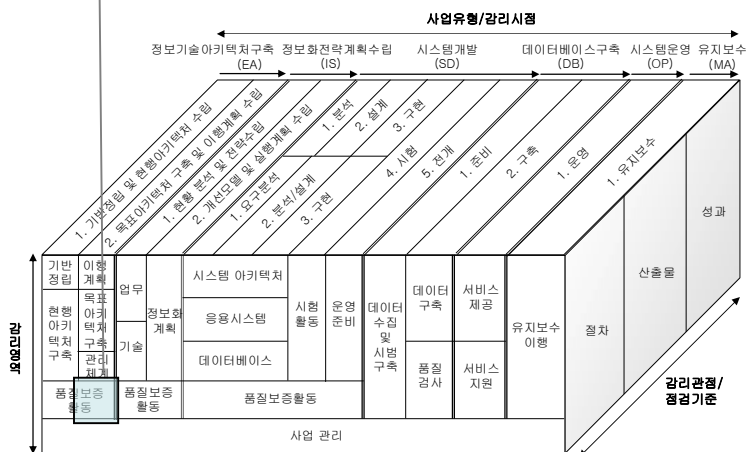 사업유형/감리시점
정보기술아키텍처구축
(EA)
정보화전략계획수립
(IS)
시스템개발
(SD)
데이터베이스구축
(DB)
시스템운영
(OP)
유지보수
(MA)
1. 기반정립 및 현행아키텍처 수립
2. 목표아키텍처 구축 및 이행계획 수립
1. 현황 분석 및 전략수립
2. 개선모델 및 실행계획 수립
1. 분석
2. 설계
3. 구현
1. 요구분석
2. 분석/설계
3. 구현
4. 시험
5. 전개
1. 준비
2. 구축
1. 운영
1. 유지보수
감리영역
기반
정립
이행
계획
현행
아키
텍처
구축
목표
아키
텍처
구축
관리
체계
업무
기술
정보화
계획
시스템 아키텍처
응용시스템
데이터베이스
시험
활동
운영
준비
데이터
수집
및
시범
구축
데이터
구축
품질
검사
서비스
제공
서비스
지원
유지보수
이행
품질보증
활동
품질보증
활동
품질보증활동
사업 관리
절차
산출물
성과
감리관점/
점검기준